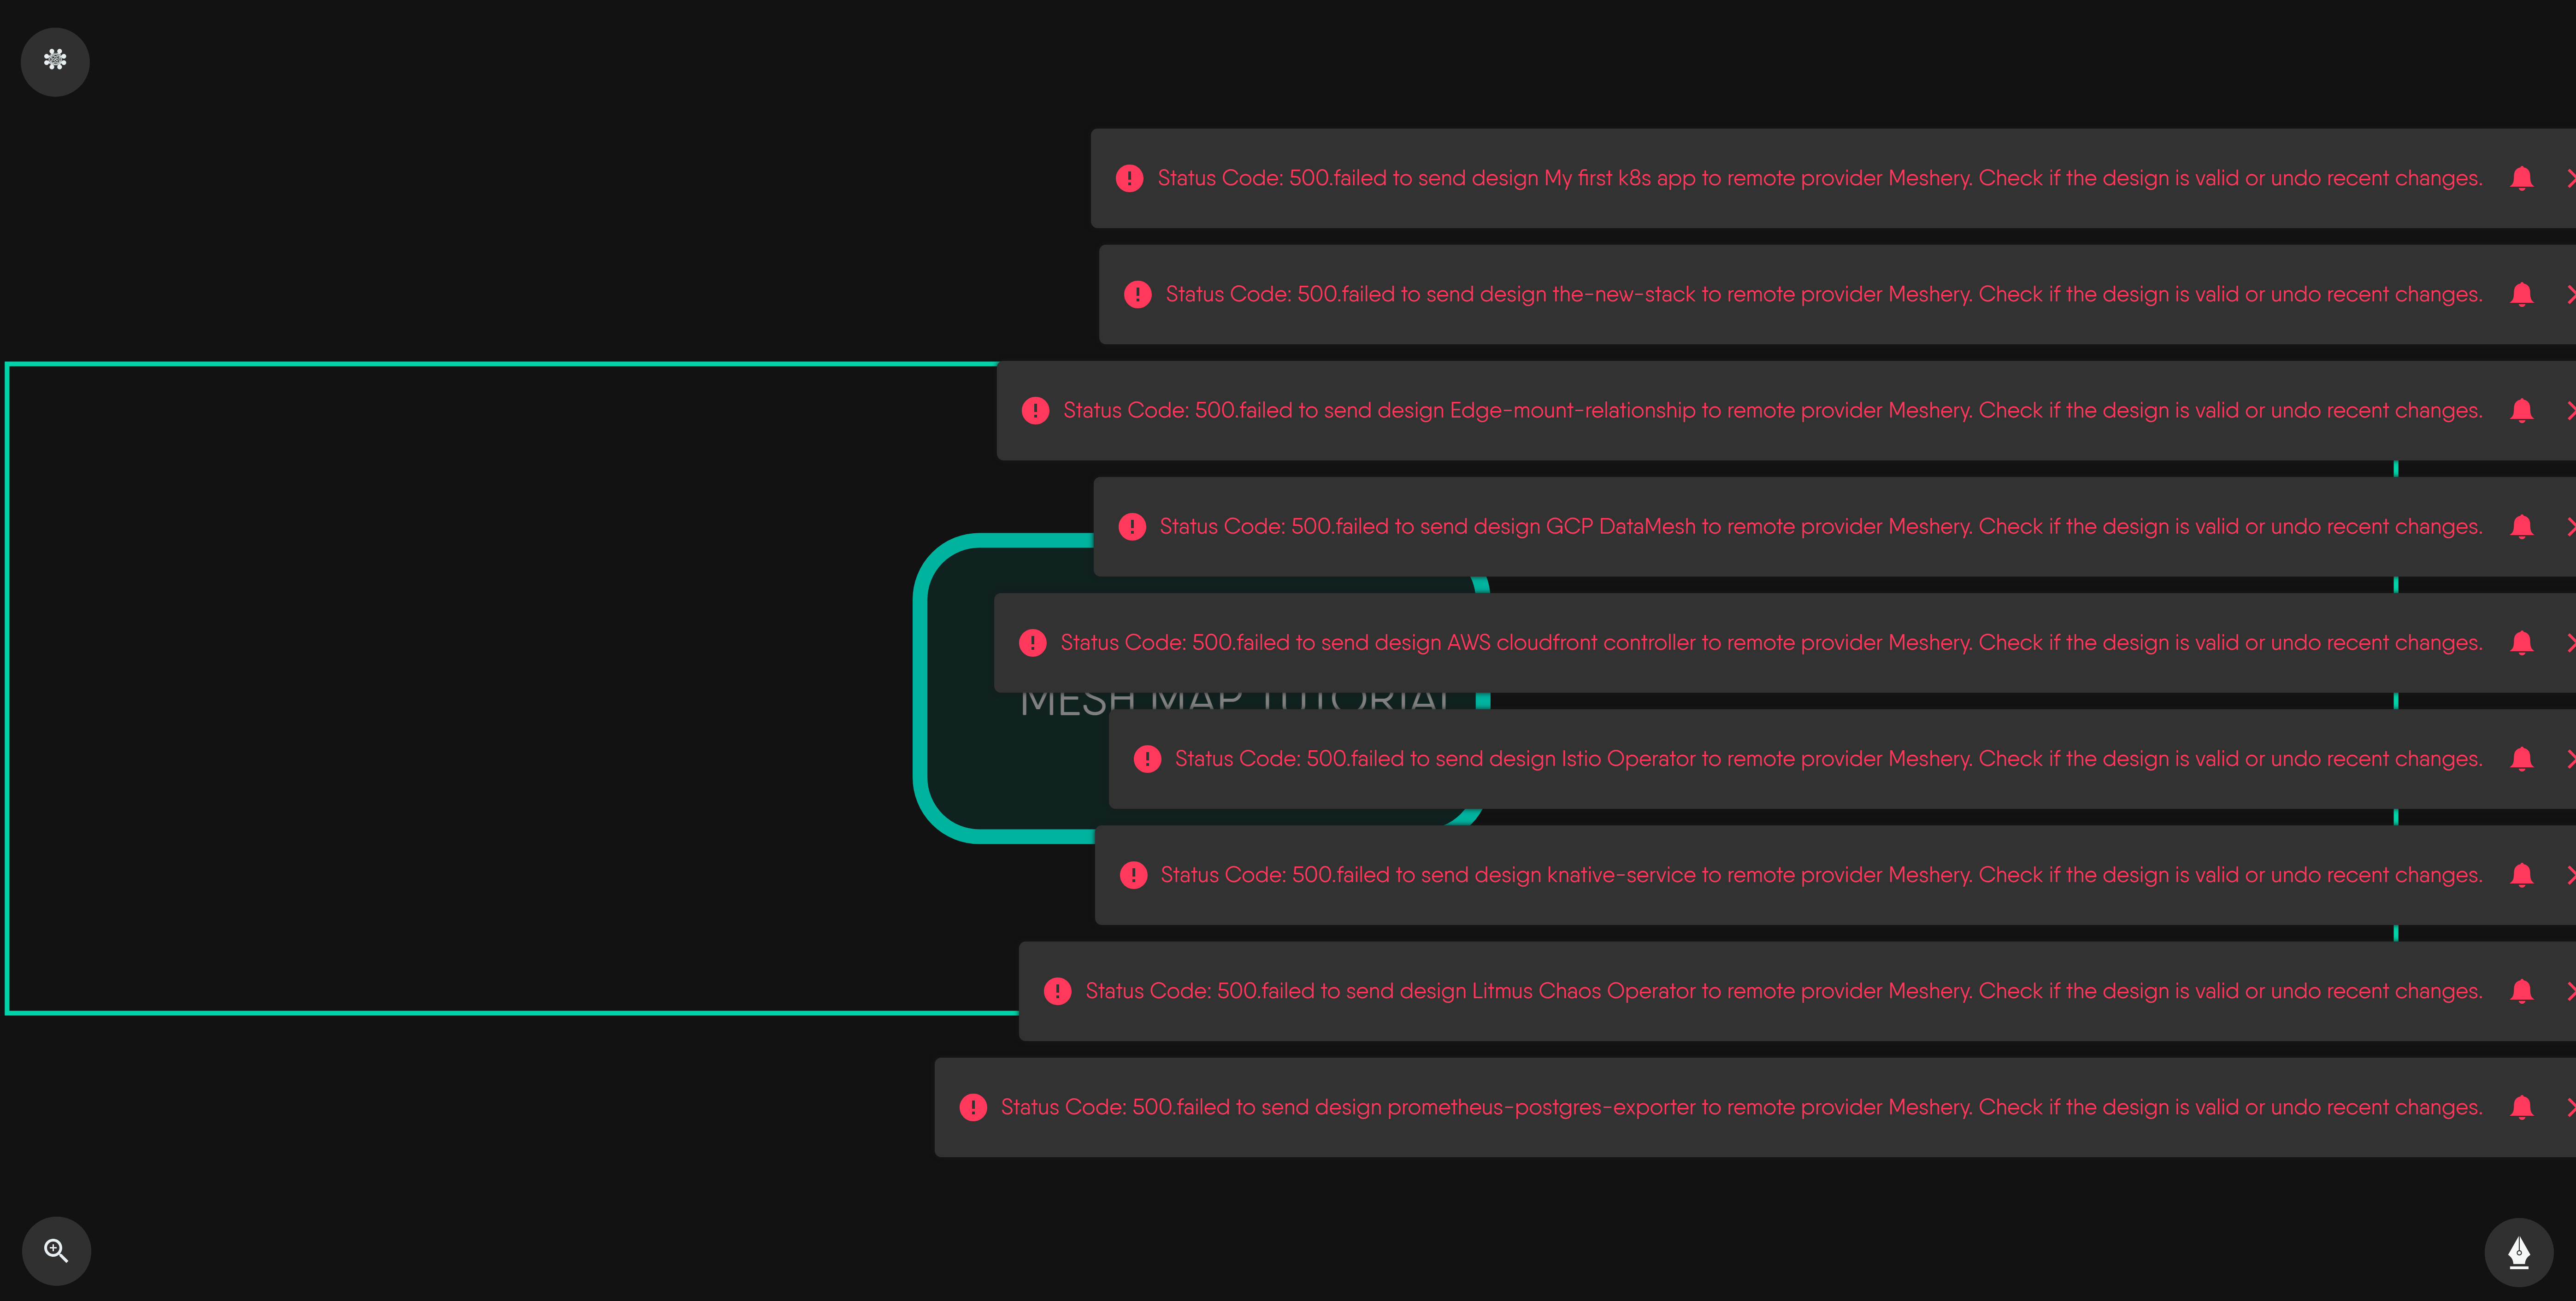 Status Code: 500.failed to send design My first k8s app to remote provider Meshery. Check if the design is valid or undo recent changes.
Status Code: 500.failed to send design the-new-stack to remote provider Meshery. Check if the design is valid or undo recent changes.
Status Code: 500.failed to send design Edge-mount-relationship to remote provider Meshery. Check if the design is valid or undo recent changes.
Status Code: 500.failed to send design GCP DataMesh to remote provider Meshery. Check if the design is valid or undo recent changes.
Status Code: 500.failed to send design AWS cloudfront controller to remote provider Meshery. Check if the design is valid or undo recent changes.
MESH MAP TUTORIAL
Status Code: 500.failed to send design Istio Operator to remote provider Meshery. Check if the design is valid or undo recent changes.
Status Code: 500.failed to send design knative-service to remote provider Meshery. Check if the design is valid or undo recent changes.
Status Code: 500.failed to send design Litmus Chaos Operator to remote provider Meshery. Check if the design is valid or undo recent changes.
Status Code: 500.failed to send design prometheus-postgres-exporter to remote provider Meshery. Check if the design is valid or undo recent changes.